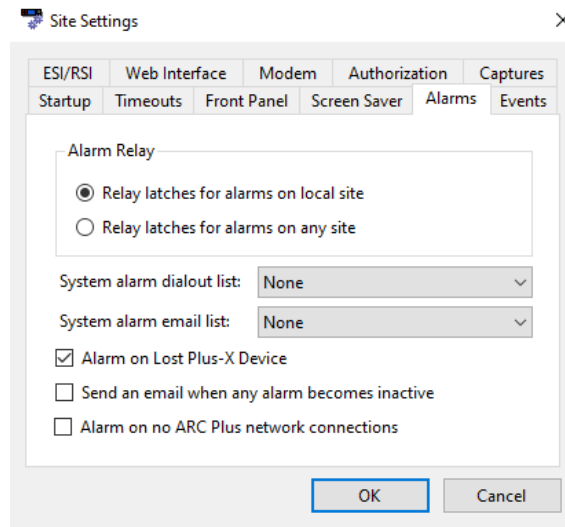 Site Settings
ESI/RSI Web Interface Modem Authorization Captures
Startup Timeouts Front Panel Screen Saver Alarms Events
Alarm Relay
Relay latches for alarms on local site
Relay latches for alarms on any site
System alarm dialout list: None
System alarm email list: None
Alarm on Lost Plus-X Device
Send an email when any alarm becomes inactive
Alarm on no ARC Plus network connections
OK Cancel